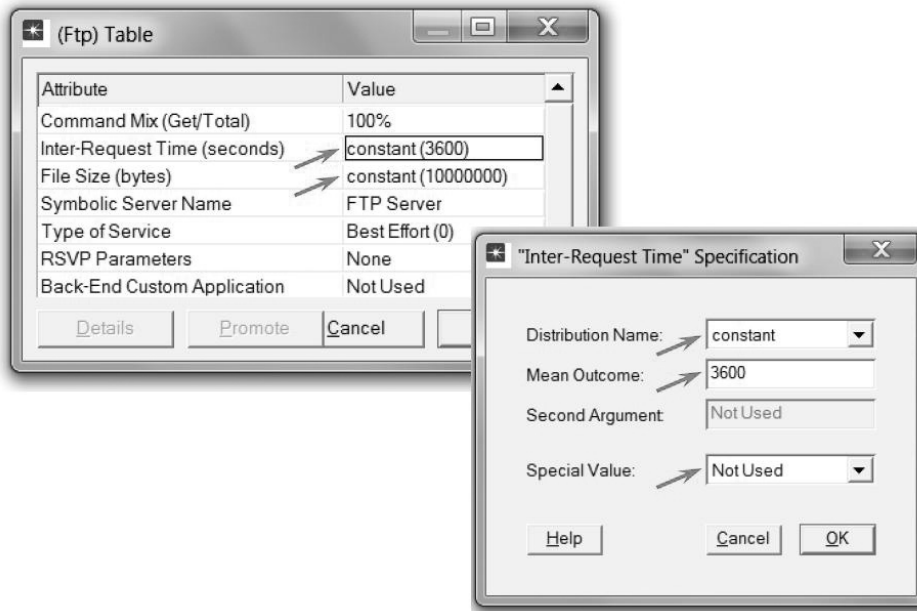 (Ftp) Table
Attribute Value
Command Mix (Get/Total) 100%
Inter-Request Time (seconds) constant (3600)
File Size (bytes) constant (10000000)
Symbolic Server Name FTP Server
Type of Service Best Effort (0)
RSVP Parameters None
Back-End Custom Application Not Used
Details Promote Cancel
"Inter-Request Time" Specification
Distribution Name: constant
Mean Outcome: 3600
Second Argument Not Used
Special Value: Not Used
Help Cancel OK